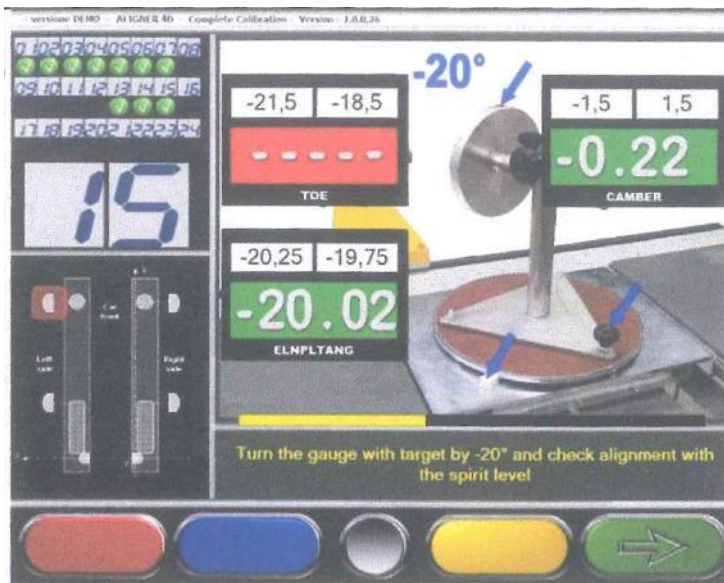 - versione DEMO - ALIGNER 4D - Complete Calibration - Version - 1.0.0.26
01 02 03 04 05 06 07 08
09 10 11 12 13 14 15 16
17 18 19 20 21 22 23 24
15
-20°
-21,5 -18,5
- - - - -
TOE
-1,5 1,5
-0.22
CAMBER
-20,25 -19,75
-20.02
ELNPLTANG
Car
front
Left
side
Right
side
Turn the gauge with target by -20° and check alignment with
the spirit level